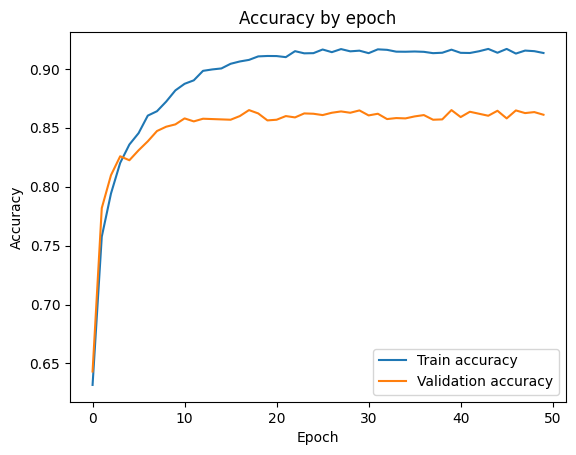 Accuracy by epoch
Accuracy
0.90
0.85
0.80
0.75
0.70
0.65
Train accuracy
Validation accuracy
0 10 20 30 40 50
Epoch